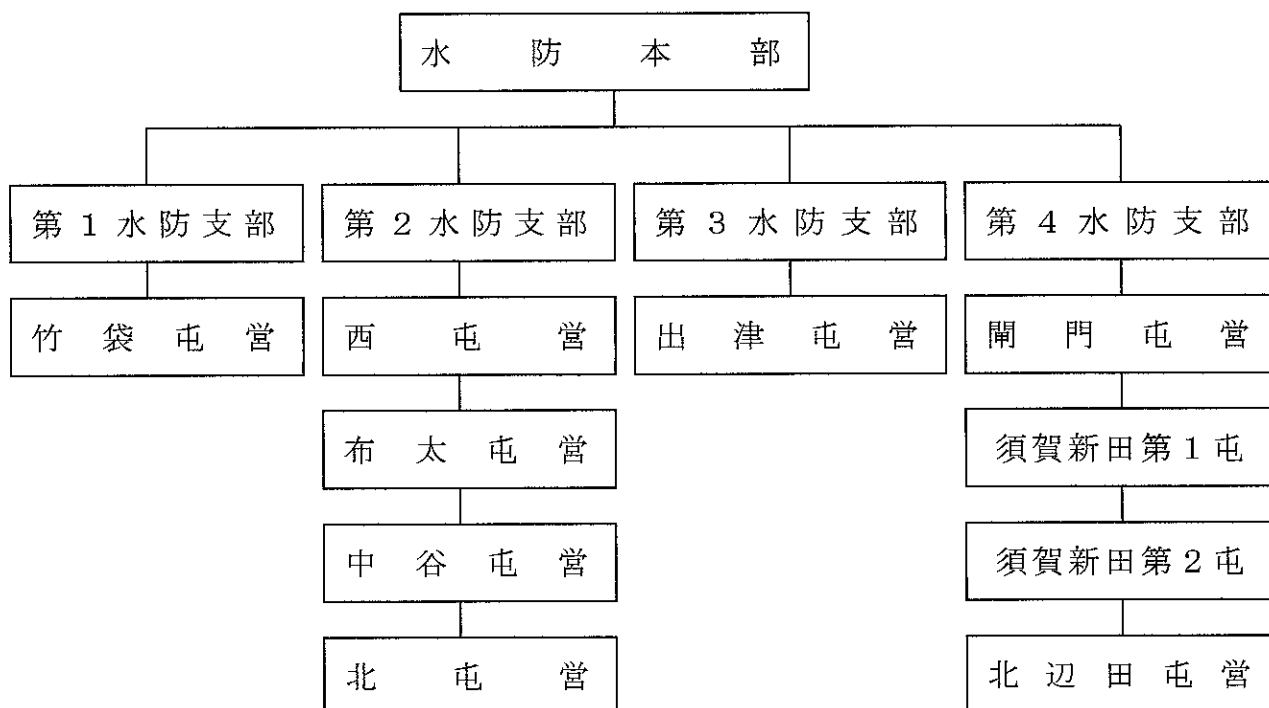 水防本部
第1水防支部
第2水防支部
第3水防支部
第4水防支部
竹袋屯営
西屯営
出津屯営
閘門屯営
布太屯営
須賀新田第1屯
中谷屯営
須賀新田第2屯
北屯営
北辺田屯営